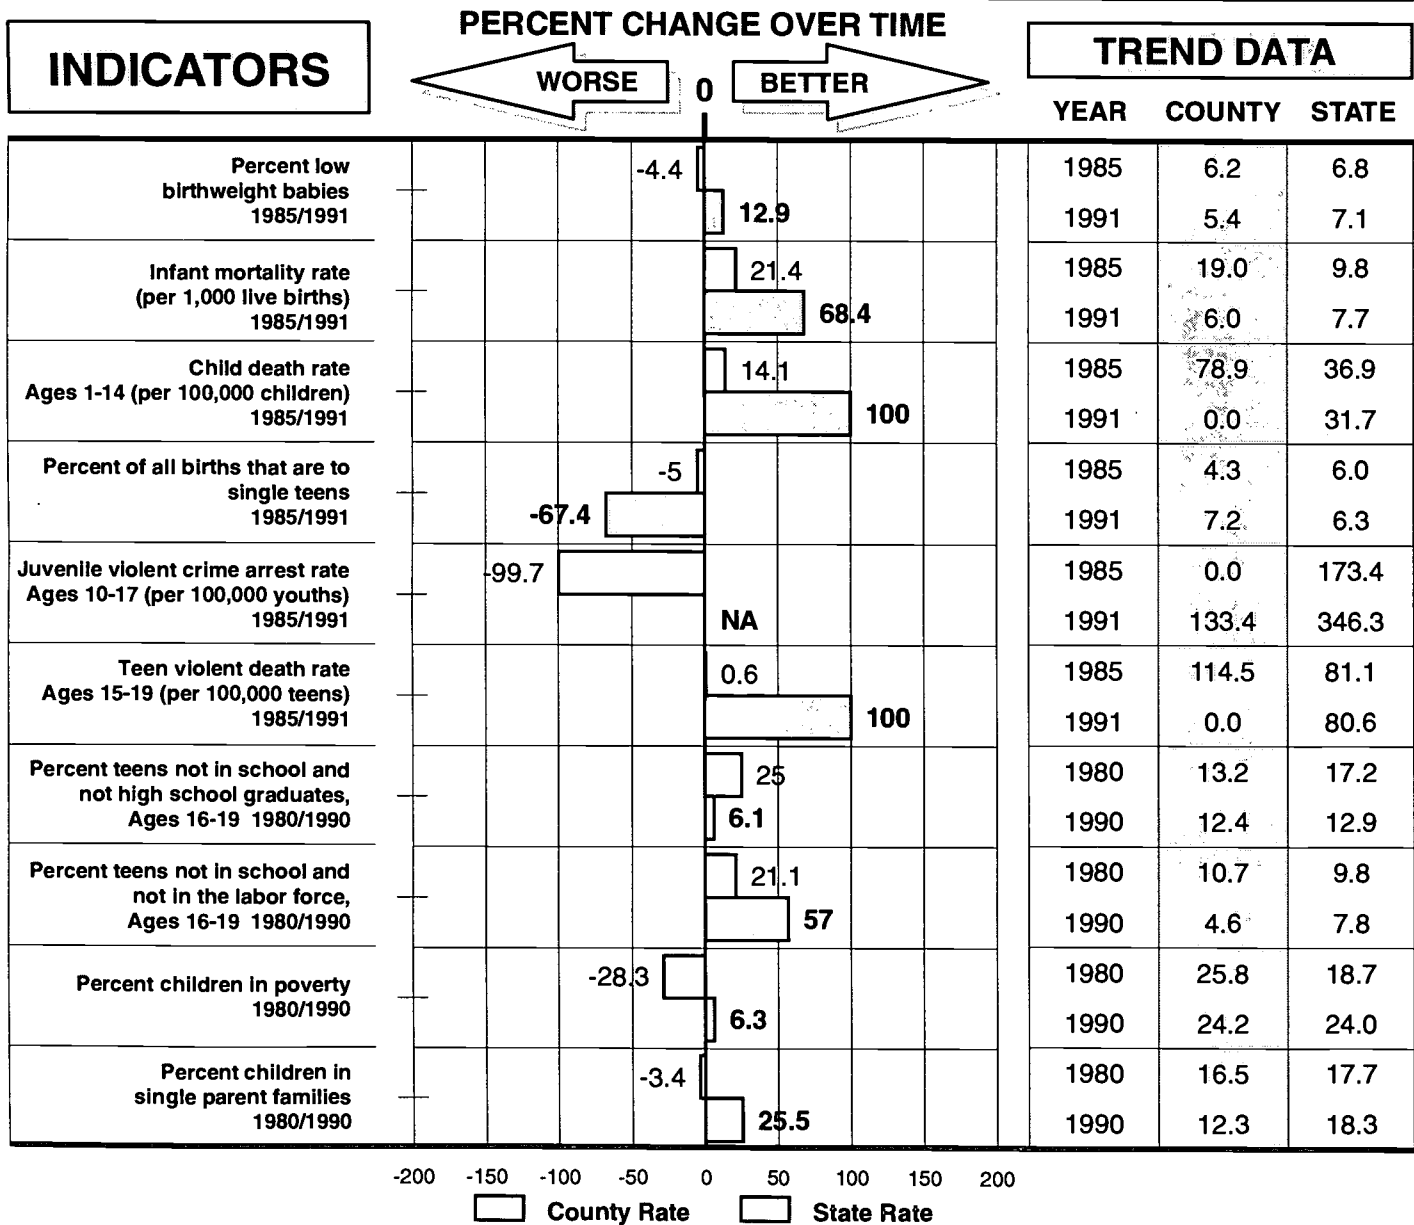 PERCENT CHANGE OVER TIME
INDICATORS
WORSE
0
BETTER
TREND DATA
YEAR COUNTY STATE
Percent low
birthweight babies
1985/1991
-4.4
12.9
1985 6.2 6.8
1991 5.4 7.1
Infant mortality rate
(per 1,000 live births)
1985/1991
21.4
68.4
1985 19.0 9.8
1991 6.0 7.7
Child death rate
Ages 1-14 (per 100,000 children)
1985/1991
14.1
100
1985 78.9 36.9
1991 0.0 31.7
Percent of all births that are to
single teens
1985/1991
-5
-67.4
1985 4.3 6.0
1991 7.2 6.3
Juvenile violent crime arrest rate
Ages 10-17 (per 100,000 youths)
1985/1991
-99.7
NA
1985 0.0 173.4
1991 133.4 346.3
Teen violent death rate
Ages 15-19 (per 100,000 teens)
1985/1991
0.6
100
1985 114.5 81.1
1991 0.0 80.6
Percent teens not in school and
not high school graduates,
Ages 16-19 1980/1990
25
6.1
1980 13.2 17.2
1990 12.4 12.9
Percent teens not in school and
not in the labor force,
Ages 16-19 1980/1990
21.1
57
1980 10.7 9.8
1990 4.6 7.8
Percent children in poverty
1980/1990
-28.3
6.3
1980 25.8 18.7
1990 24.2 24.0
Percent children in
single parent families
1980/1990
-3.4
25.5
1980 16.5 17.7
1990 12.3 18.3
-200 -150 -100 -50 0 50 100 150 200
County Rate State Rate